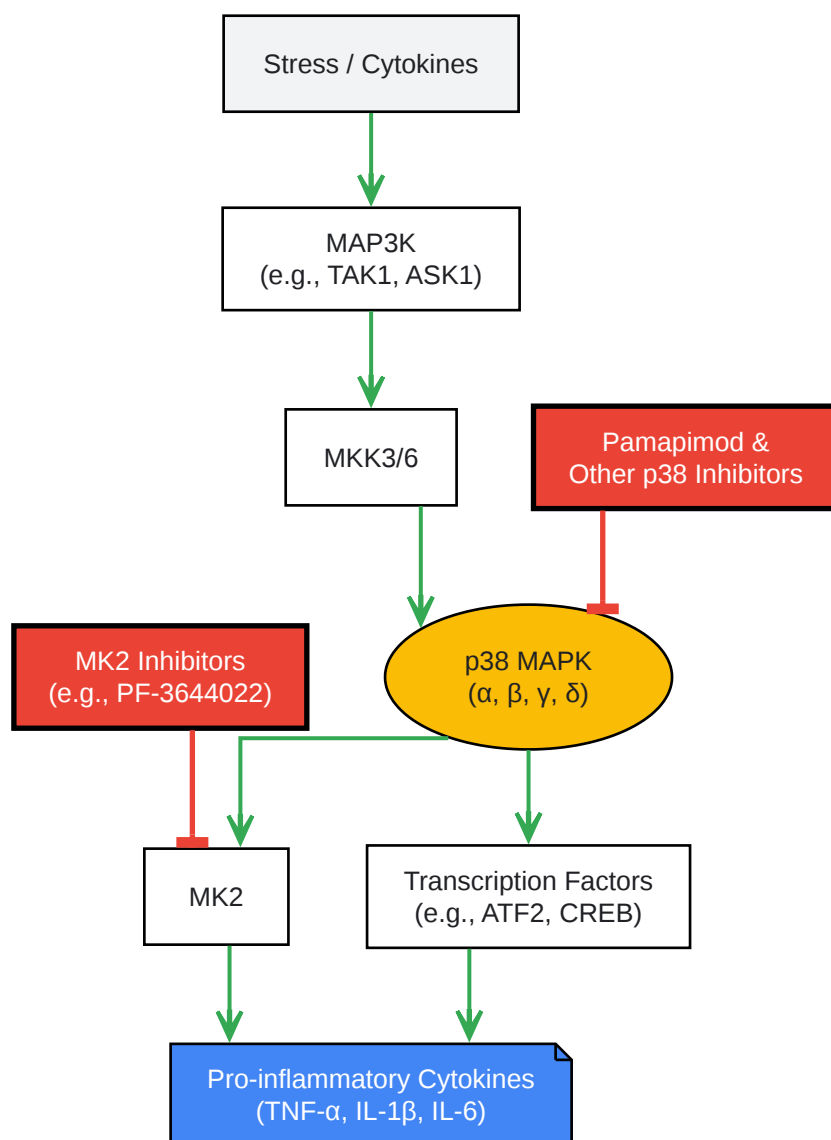 Stress / Cytokines
MAP3K
(e.g., TAK1, ASK1)
MKK3/6
Pamapimod &
Other p38 Inhibitors
MK2 Inhibitors
(e.g., PF-3644022)
p38 MAPK
(α, β, γ, δ)
MK2
Transcription Factors
(e.g., ATF2, CREB)
Pro-inflammatory Cytokines
(TNF-α, IL-1β, IL-6)